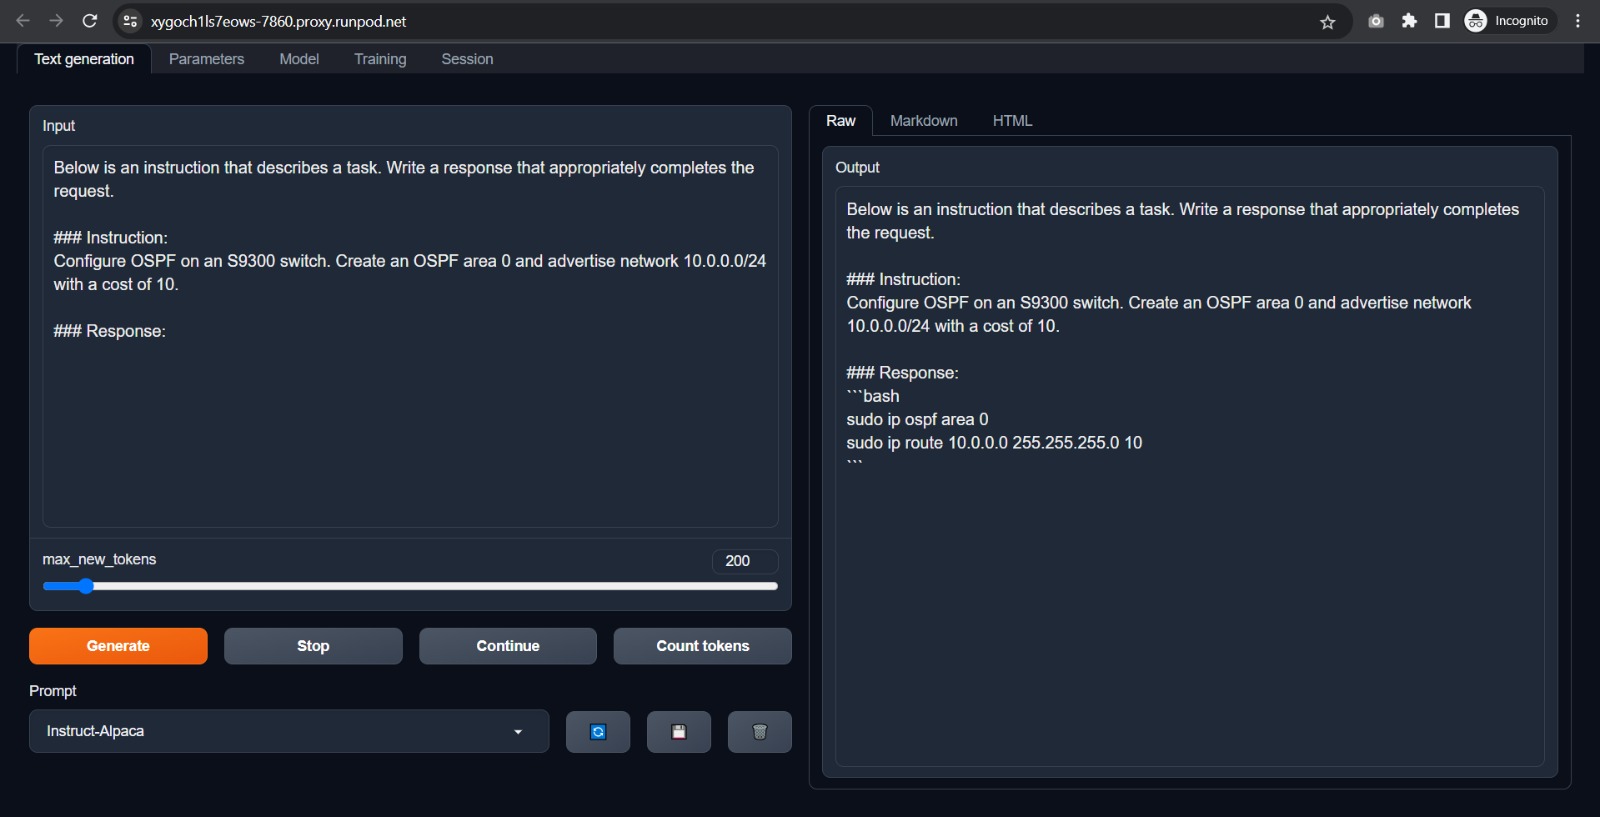 xygoch1ls7eows-7860.proxy.runpod.net
Incognito
Text generation
Parameters
Model
Training
Session
Input
Below is an instruction that describes a task. Write a response that appropriately completes the
request.
### Instruction:
Configure OSPF on an S9300 switch. Create an OSPF area 0 and advertise network 10.0.0.0/24
with a cost of 10.
### Response:
max_new_tokens
200
Generate
Stop
Continue
Count tokens
Prompt
Instruct-Alpaca
Raw
Markdown
HTML
Output
Below is an instruction that describes a task. Write a response that appropriately completes
the request.
### Instruction:
Configure OSPF on an S9300 switch. Create an OSPF area 0 and advertise network
10.0.0.0/24 with a cost of 10.
### Response:
```bash
sudo ip ospf area 0
sudo ip route 10.0.0.0 255.255.255.0 10
```